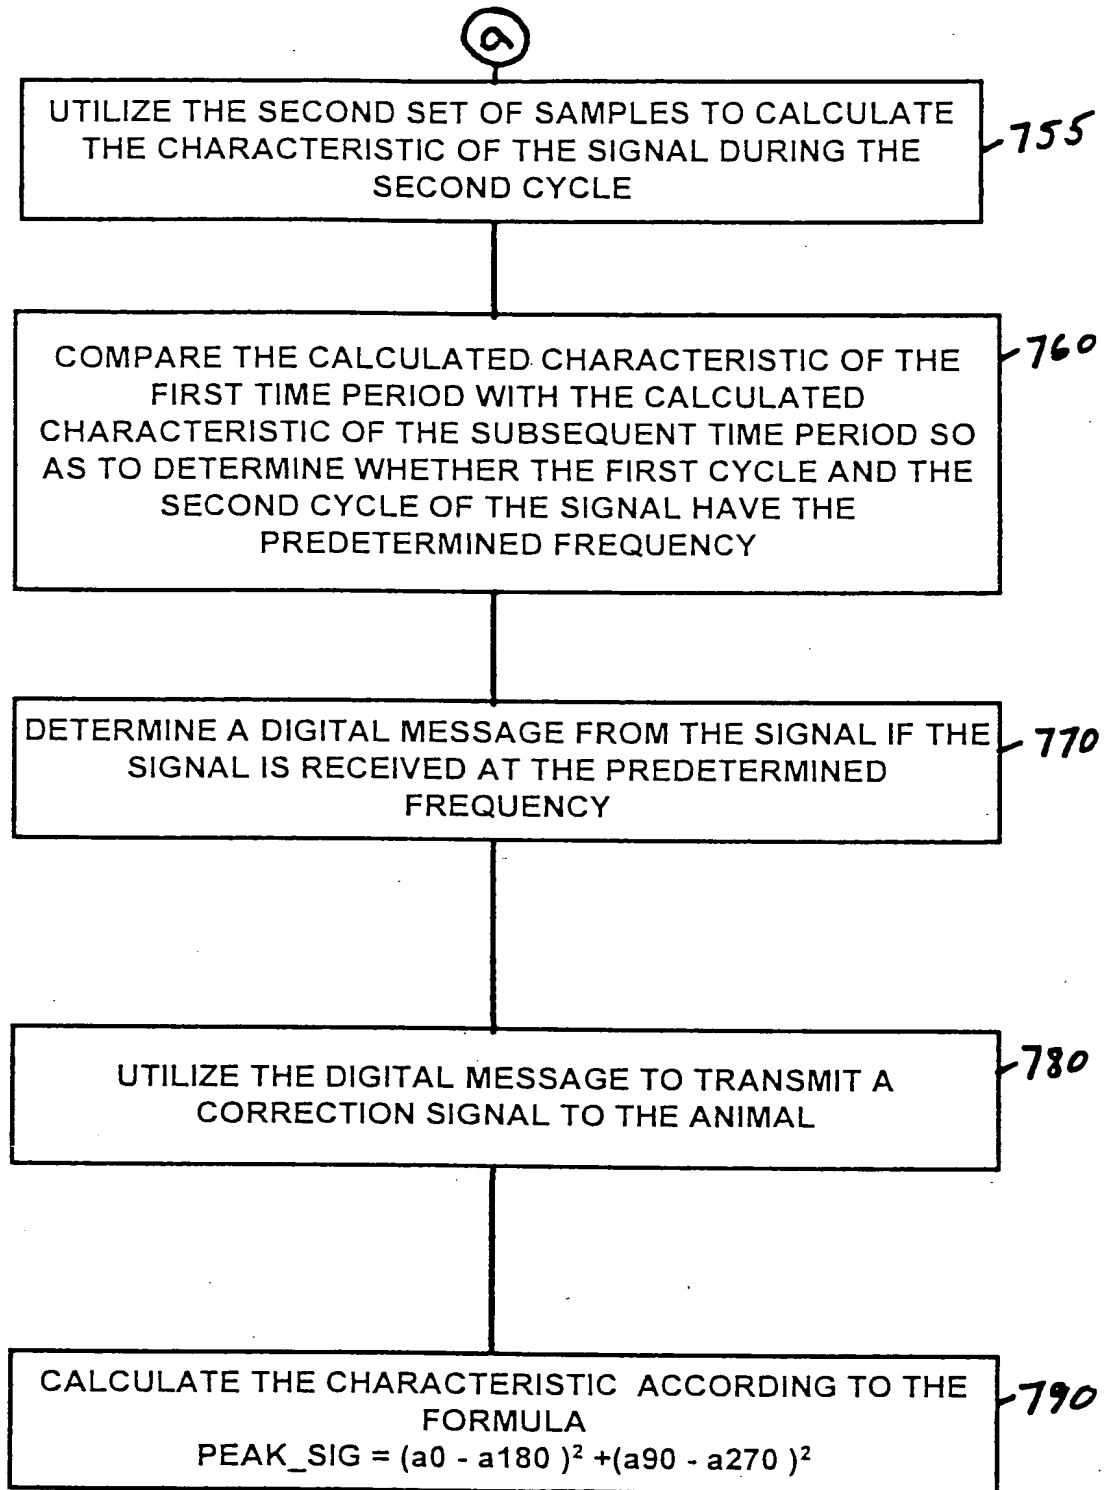 a
UTILIZE THE SECOND SET OF SAMPLES TO CALCULATE
THE CHARACTERISTIC OF THE SIGNAL DURING THE
SECOND CYCLE
755
COMPARE THE CALCULATED CHARACTERISTIC OF THE
FIRST TIME PERIOD WITH THE CALCULATED
CHARACTERISTIC OF THE SUBSEQUENT TIME PERIOD SO
AS TO DETERMINE WHETHER THE FIRST CYCLE AND THE
SECOND CYCLE OF THE SIGNAL HAVE THE
PREDETERMINED FREQUENCY
760
DETERMINE A DIGITAL MESSAGE FROM THE SIGNAL IF THE
SIGNAL IS RECEIVED AT THE PREDETERMINED
FREQUENCY
770
UTILIZE THE DIGITAL MESSAGE TO TRANSMIT A
CORRECTION SIGNAL TO THE ANIMAL
780
CALCULATE THE CHARACTERISTIC ACCORDING TO THE
FORMULA
PEAK_SIG = (a0 - a180 )² +(a90 - a270 )²
790